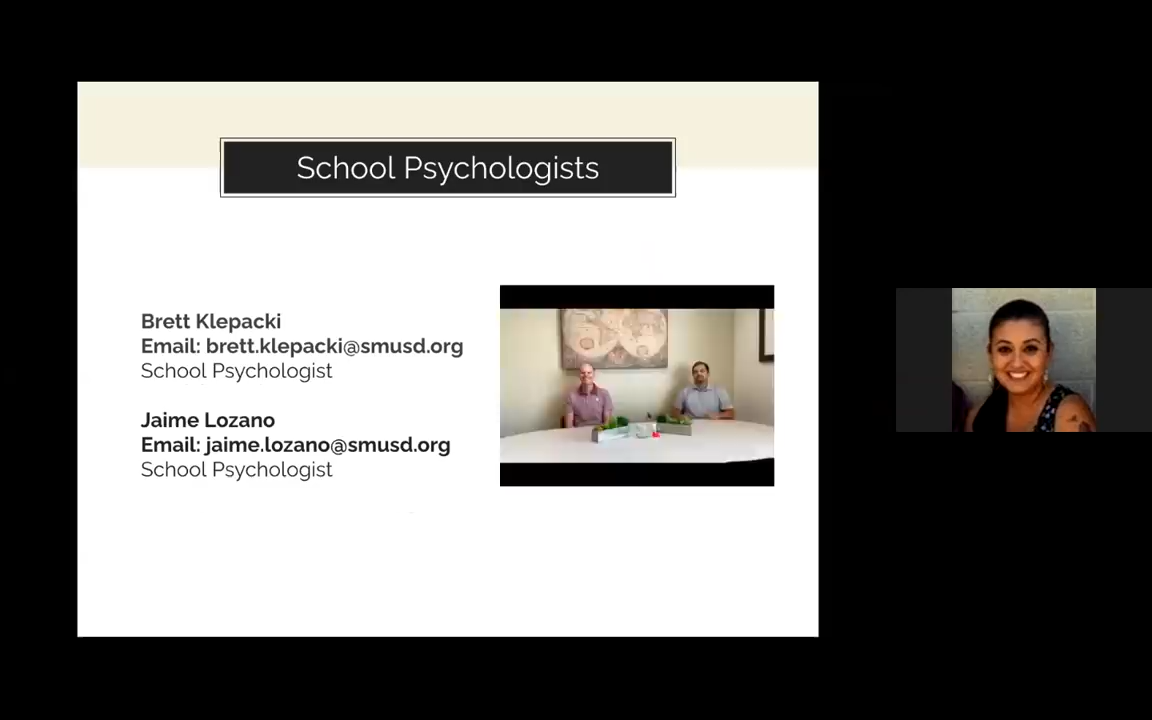 School Psychologists
Brett Klepacki
Email: brett.klepacki@smusd.org
School Psychologist
Jaime Lozano
Email: jaime.lozano@smusd.org
School Psychologist